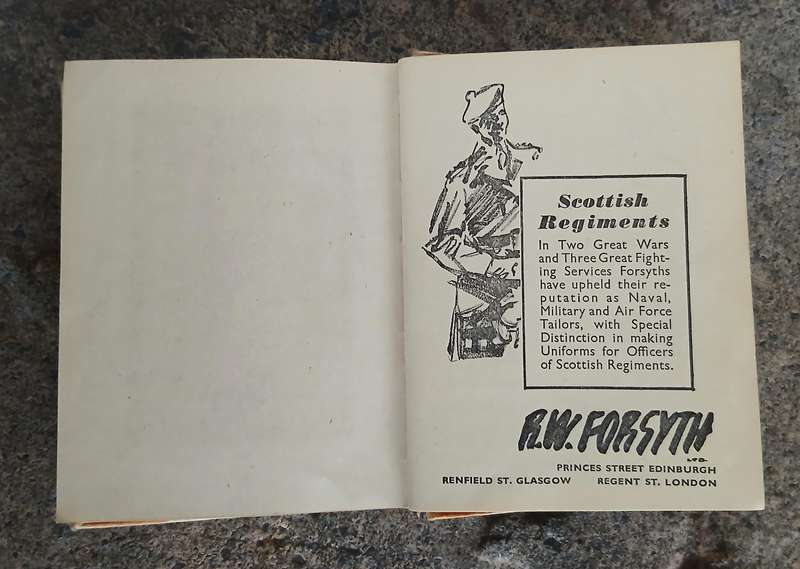 Scottish
Regiments
In Two Great Wars
and Three Great Fight-
ing Services Forsyths
have upheld their re-
putation as Naval,
Military and Air Force
Tailors, with Special
Distinction in making
Uniforms for Officers
of Scottish Regiments.
R.W. FORSYTH
LTD.
PRINCES STREET EDINBURGH
RENFIELD ST. GLASGOW REGENT ST. LONDON